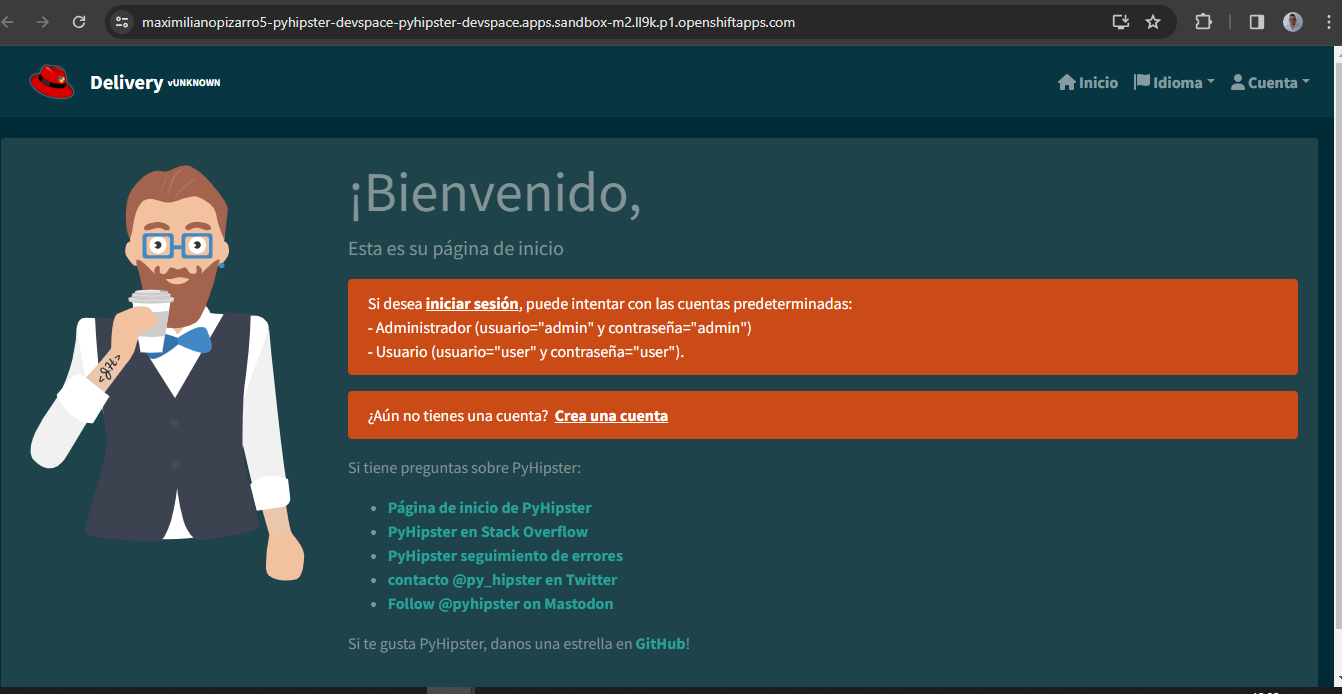 maximilianopizarro5-pyhipster-devspace-pyhipster-devspace.apps.sandbox-m2.ll9k.p1.openshiftapps.com
Delivery vUNKNOWN
Inicio Idioma Cuenta
¡Bienvenido,
Esta es su página de inicio
Si desea iniciar sesión, puede intentar con las cuentas predeterminadas:
- Administrador (usuario="admin" y contraseña="admin")
- Usuario (usuario="user" y contraseña="user").
¿Aún no tienes una cuenta? Crea una cuenta
Si tiene preguntas sobre PyHipster:
Página de inicio de PyHipster
PyHipster en Stack Overflow
PyHipster seguimiento de errores
contacto @py_hipster en Twitter
Follow @pyhipster on Mastodon
Si te gusta PyHipster, danos una estrella en GitHub!
<JH>